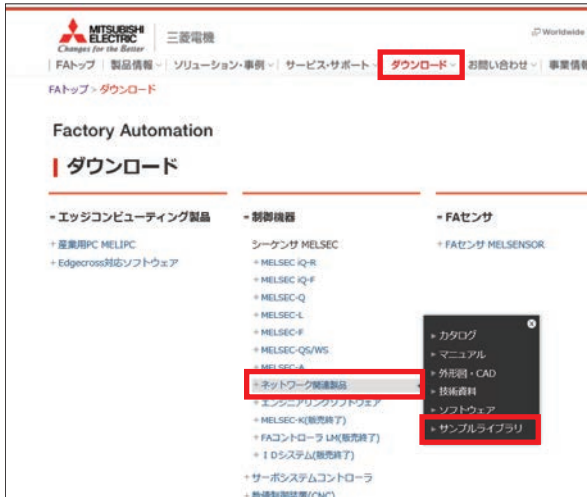 MITSUBISHI
ELECTRIC
Changes for the Better
三菱電機
Worldwide
FAトップ 製品情報 ソリューション・事例 サービス・サポート ダウンロード お問い合わせ 事業情報
FAトップ > ダウンロード
Factory Automation
ダウンロード
エッジコンピューティング製品
産業用PC MELIPC
Edgecross対応ソフトウェア
制御機器
シーケンサ MELSEC
MELSEC iQ-R
MELSEC iQ-F
MELSEC-Q
MELSEC-L
MELSEC-F
MELSEC-QS/WS
MELSEC-A
ネットワーク関連製品
エンジニアリングソフトウェア
MELSEC-K(販売終了)
FAコントローラ LM(販売終了)
IDシステム(販売終了)
サーボシステムコントローラ
数値制御装置(CNC)
FAセンサ
FAセンサ MELSENSOR
カタログ
マニュアル
外形図・CAD
技術資料
ソフトウェア
サンプルライブラリ